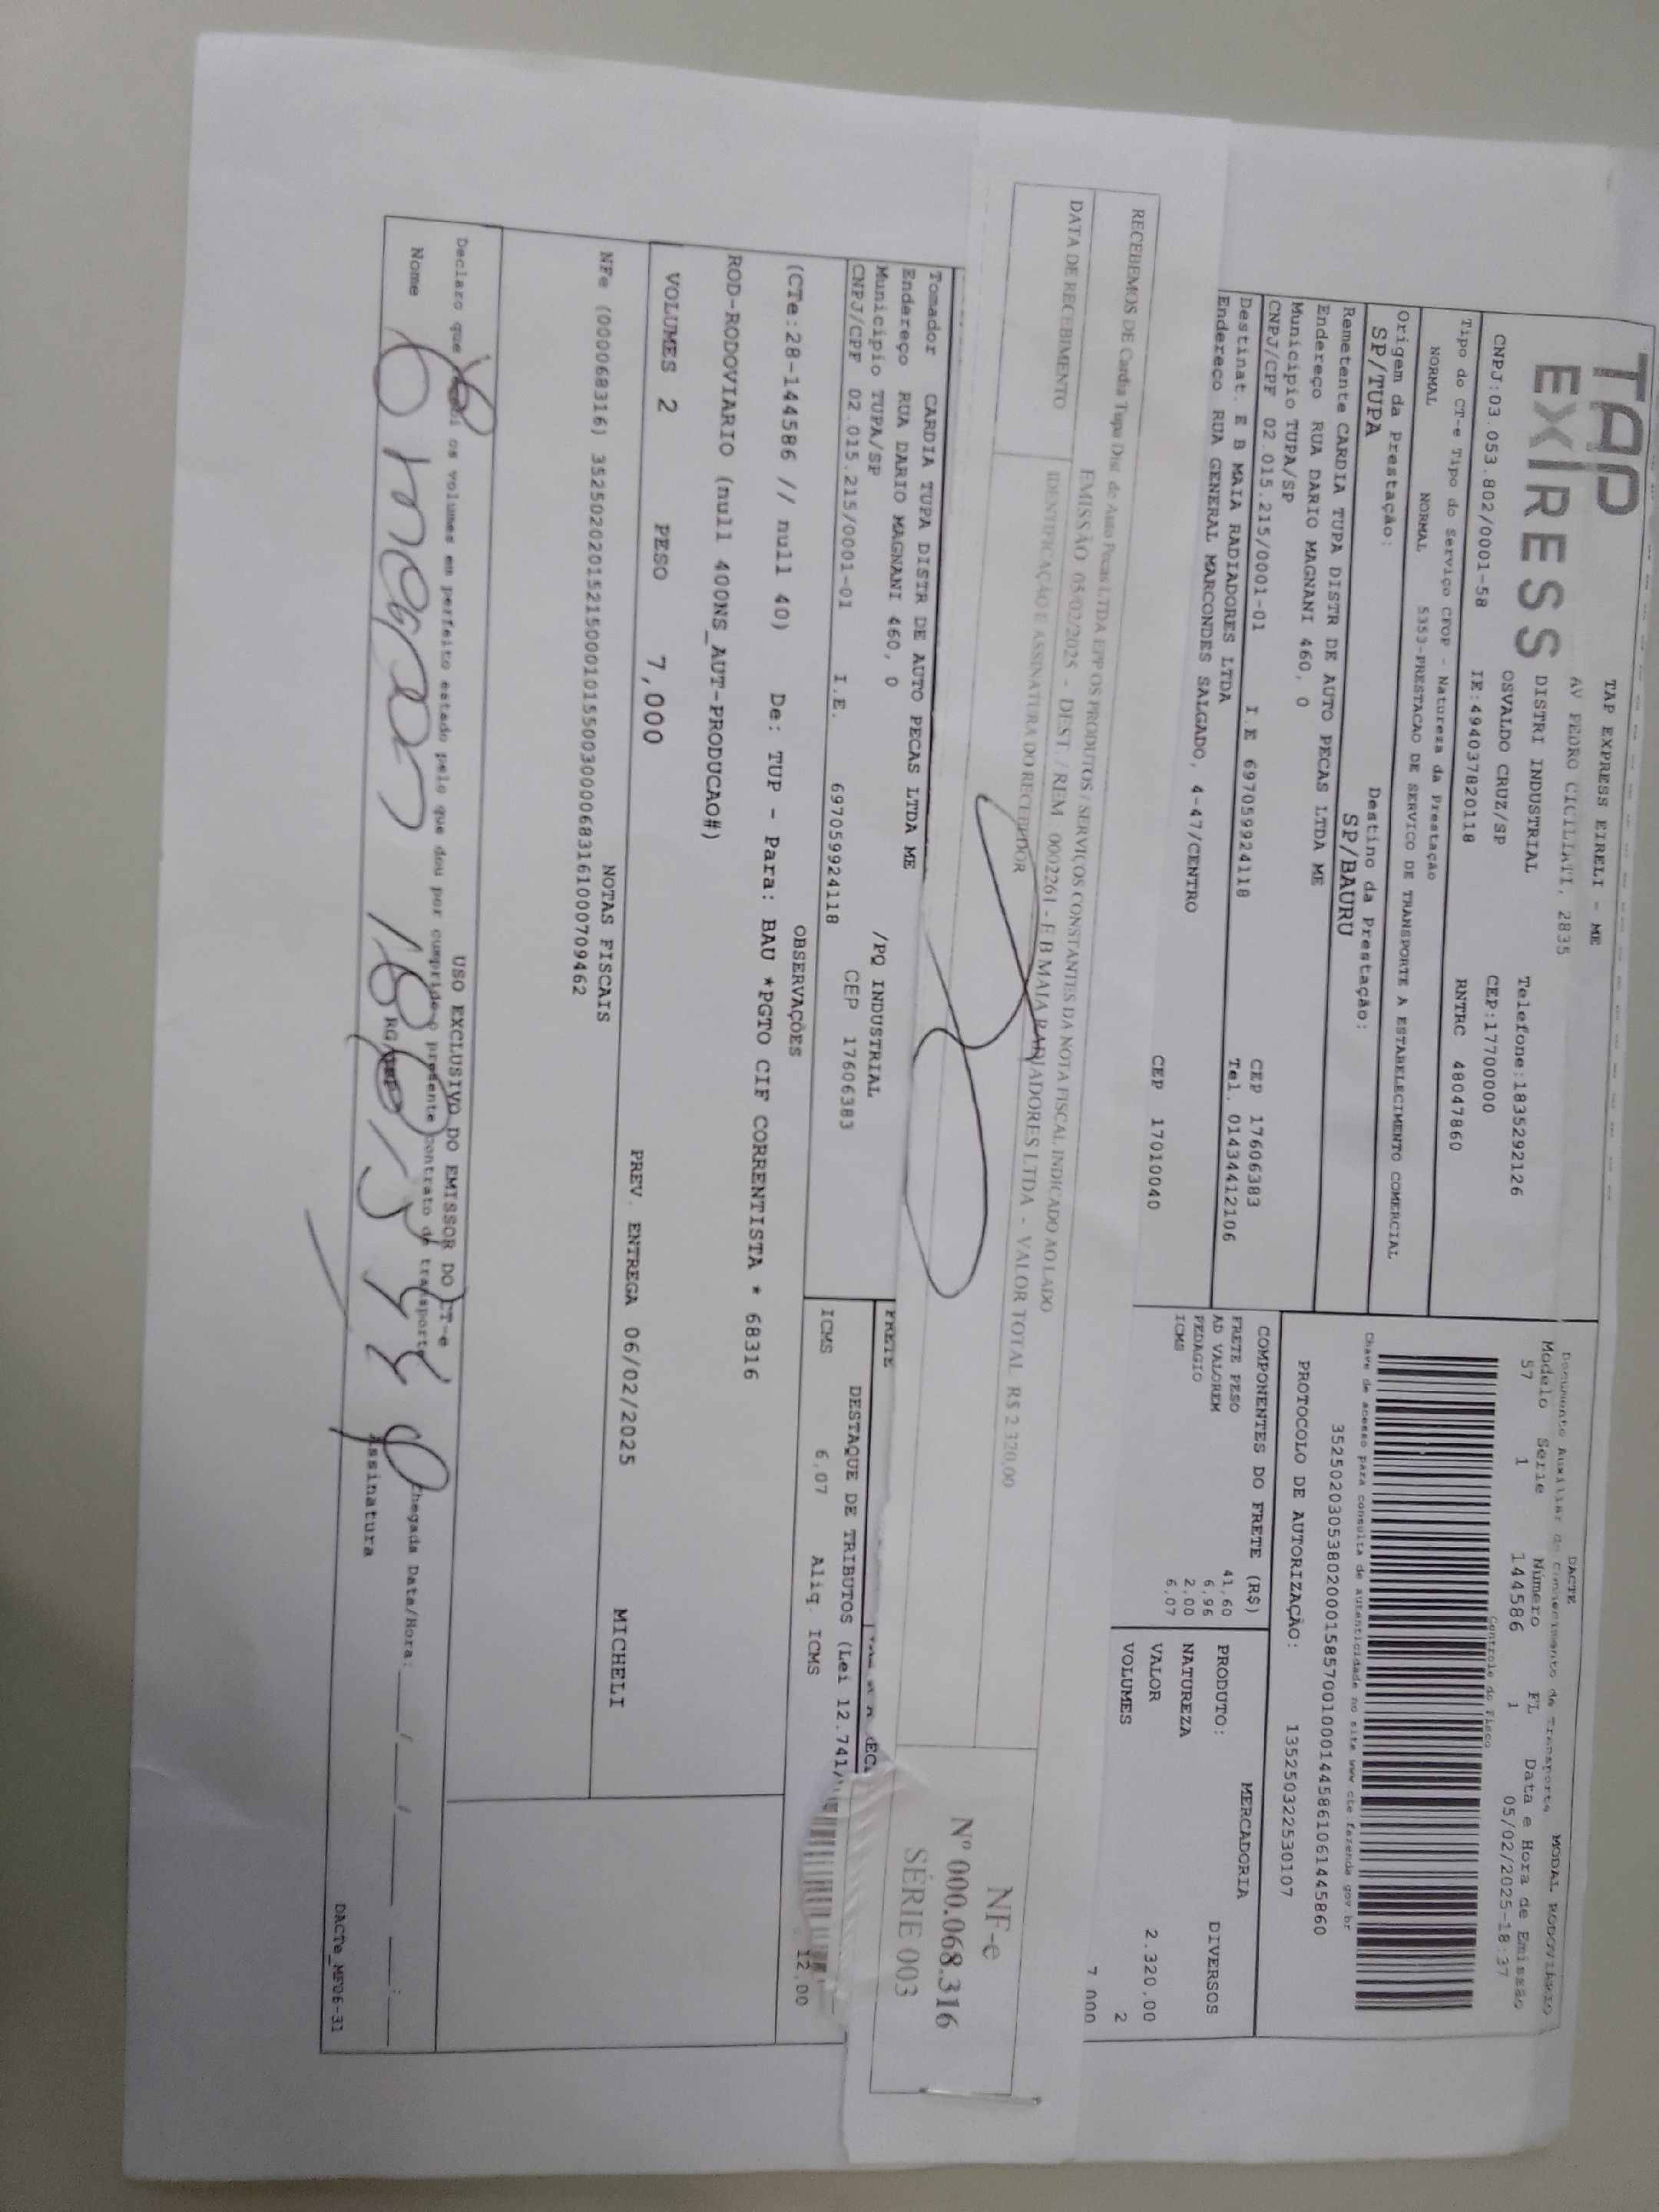 TAP
EXPRESS
TAP EXPRESS EIRELI - ME
AV PEDRO CICILIATI, 2835
DISTRI INDUSTRIAL
OSVALDO CRUZ/SP
Telefone:1835292126
CEP:17700000
CNPJ:03.053.802/0001-58
IE:494037820118
RNTRC 48047860
Tipo do CT-e Tipo do Serviço CFOP - Natureza da Prestação
NORMAL NORMAL 5353-PRESTACAO DE SERVICO DE TRANSPORTE A ESTABELECIMENTO COMERCIAL
Origem da Prestação: Destino da Prestação:
SP/TUPA SP/BAURU
Remetente CARDIA TUPA DISTR DE AUTO PECAS LTDA ME
Endereço RUA DARIO MAGNANI 460, 0
Município TUPA/SP CEP 17606383
CNPJ/CPF 02.015.215/0001-01 I.E 697059924118 Tel. 01434412106
Destinat. E B MAIA RADIADORES LTDA
Endereço RUA GENERAL MARCONDES SALGADO, 4-47/CENTRO
CEP 17010040
DACTE
Documento Auxiliar do Conhecimento de Transporte MODAL RODOVIÁRIO
Modelo Série Número FL Data e Hora de Emissão
57 1 144586 1 05/02/2025-18:37
Controle do Fisco
Chave de acesso para consulta de autenticidade no site www.cte.fazenda.gov.br
35250203053802000158570010001445861061445860
PROTOCOLO DE AUTORIZAÇÃO: 135250322530107
COMPONENTES DO FRETE (R$)
FRETE PESO 41,60
AD VALOREM 6,96
PEDAGIO 2,00
ICMS 6,07
MERCADORIA
PRODUTO: DIVERSOS
NATUREZA
VALOR 2.320,00
VOLUMES 2
7,000
RECEBEMOS DE Cardia Tupa Dist de Auto Pecas LTDA EPP OS PRODUTOS / SERVIÇOS CONSTANTES DA NOTA FISCAL INDICADO AO LADO
EMISSÃO 05/02/2025 - DEST. / REM. 0002261 - E B MAIA RADIADORES LTDA - VALOR TOTAL R$ 2.320,00
DATA DE RECEBIMENTO
IDENTIFICAÇÃO E ASSINATURA DO RECEBEDOR
NF-e
Nº 000.068.316
SÉRIE 003
Tomador CARDIA TUPA DISTR DE AUTO PECAS LTDA ME
Endereço RUA DARIO MAGNANI 460, 0 /PQ INDUSTRIAL
Município TUPA/SP CEP 17606383
CNPJ/CPF 02.015.215/0001-01 I.E. 697059924118
FRETE
DESTAQUE DE TRIBUTOS (Lei 12.741/
ICMS 6,07 Aliq. ICMS 12,00
OBSERVAÇÕES
(CTe:28-144586 // null 40) De: TUP - Para: BAU *PGTO CIF CORRENTISTA * 68316
ROD-RODOVIARIO (null 400NS_AUT-PRODUCAO#)
VOLUMES 2 PESO 7,000 PREV. ENTREGA 06/02/2025 MICHELI
NOTAS FISCAIS
NFe (000068316) 35250202015215000101550030000683161000709462
USO EXCLUSIVO DO EMISSOR DO CT-e
Declaro que os volumes em perfeito estado pelo que dou por cumprido o presente contrato de transporte
Nome RG Assinatura Chegada Data/Hora: ___/___/___ ___:___
DACTe_MF06-31